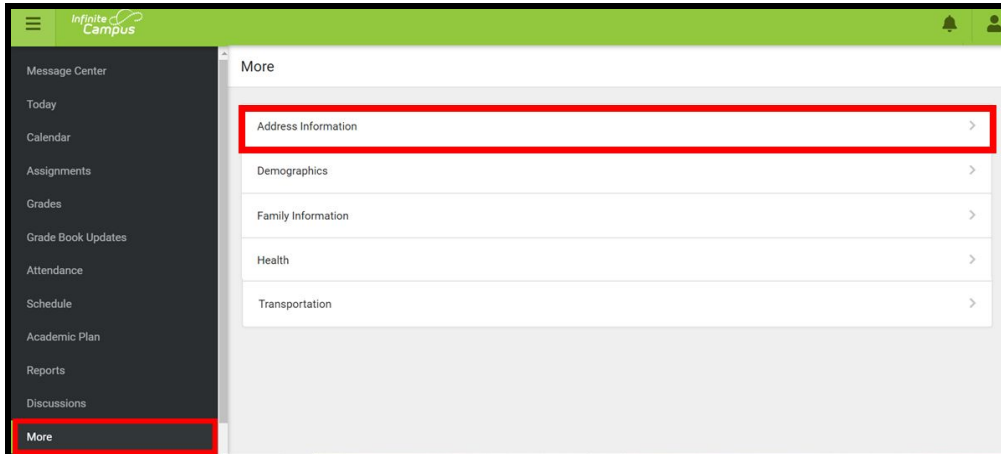 Infinite
Campus
Message Center
Today
Calendar
Assignments
Grades
Grade Book Updates
Attendance
Schedule
Academic Plan
Reports
Discussions
More
More
Address Information
Demographics
Family Information
Health
Transportation